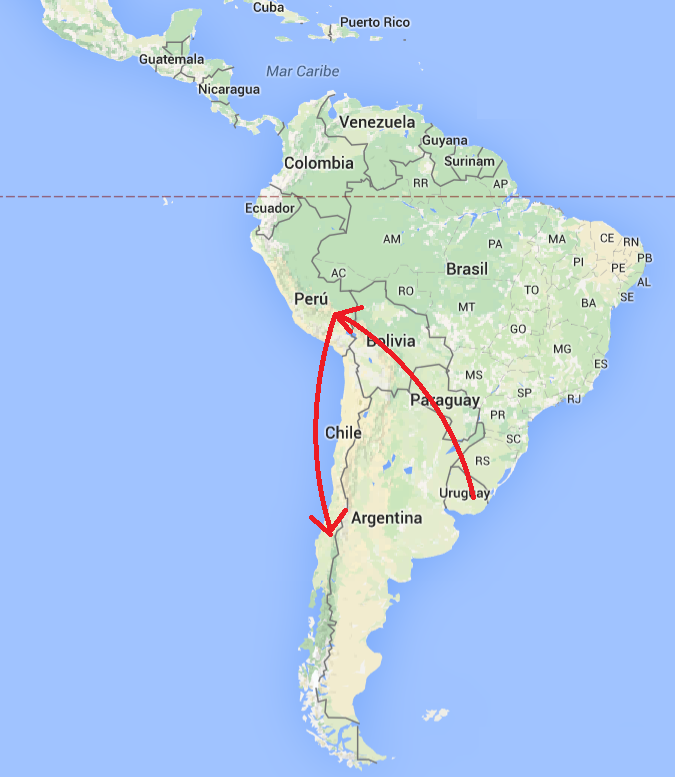 Cuba
Puerto Rico
Guatemala
Mar Caribe
Nicaragua
Venezuela
Guyana
Surinam
Colombia
RR
AP
Ecuador
AM
PA
MA
CE
RN
PB
PI
PE
AL
Brasil
AC
RO
TO
SE
BA
Perú
MT
GO
Bolivia
MG
ES
MS
SP
RJ
Paraguay
PR
Chile
SC
RS
Uruguay
Argentina